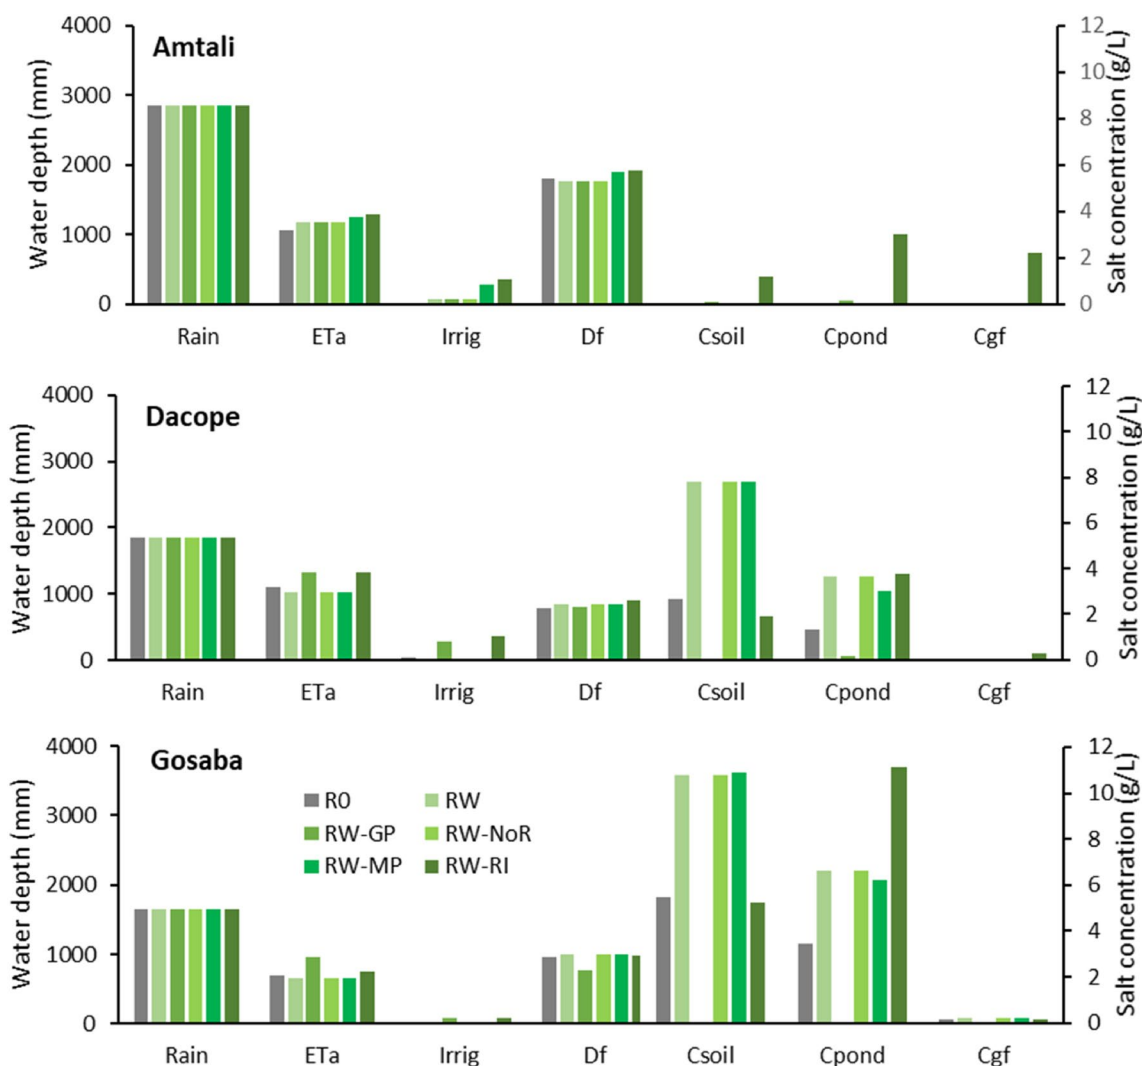 Amtali
Water depth (mm)
4000
3000
2000
1000
0
Salt concentration (g/L)
12
10
8
6
4
2
0
Rain ETa Irrig Df Csoil Cpond Cgf
Dacope
Water depth (mm)
4000
3000
2000
1000
0
Salt concentration (g/L)
12
10
8
6
4
2
0
Rain ETa Irrig Df Csoil Cpond Cgf
Gosaba
Water depth (mm)
4000
3000
2000
1000
0
R0 RW
RW-GP RW-NoR
RW-MP RW-RI
Salt concentration (g/L)
12
10
8
6
4
2
0
Rain ETa Irrig Df Csoil Cpond Cgf